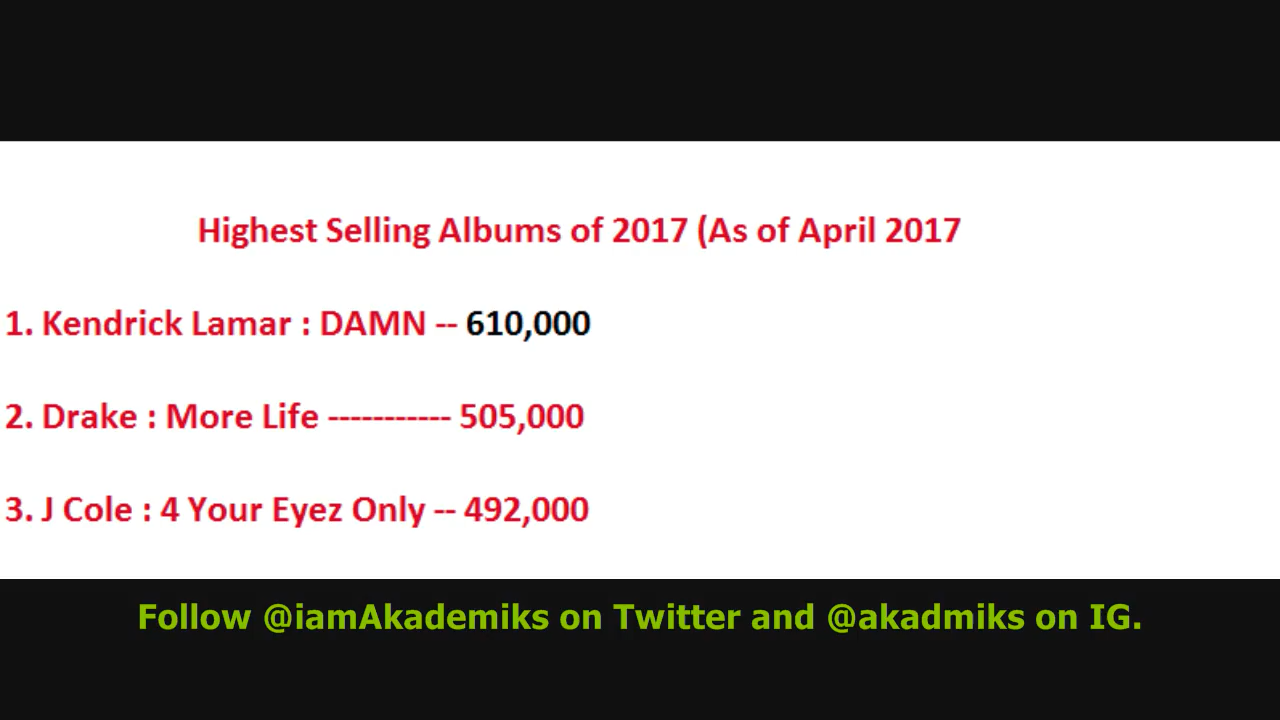 Highest Selling Albums of 2017 (As of April 2017
1. Kendrick Lamar : DAMN -- 610,000
2. Drake : More Life ----------- 505,000
3. J Cole : 4 Your Eyez Only -- 492,000
Follow @iamAkademiks on Twitter and @akadmiks on IG.